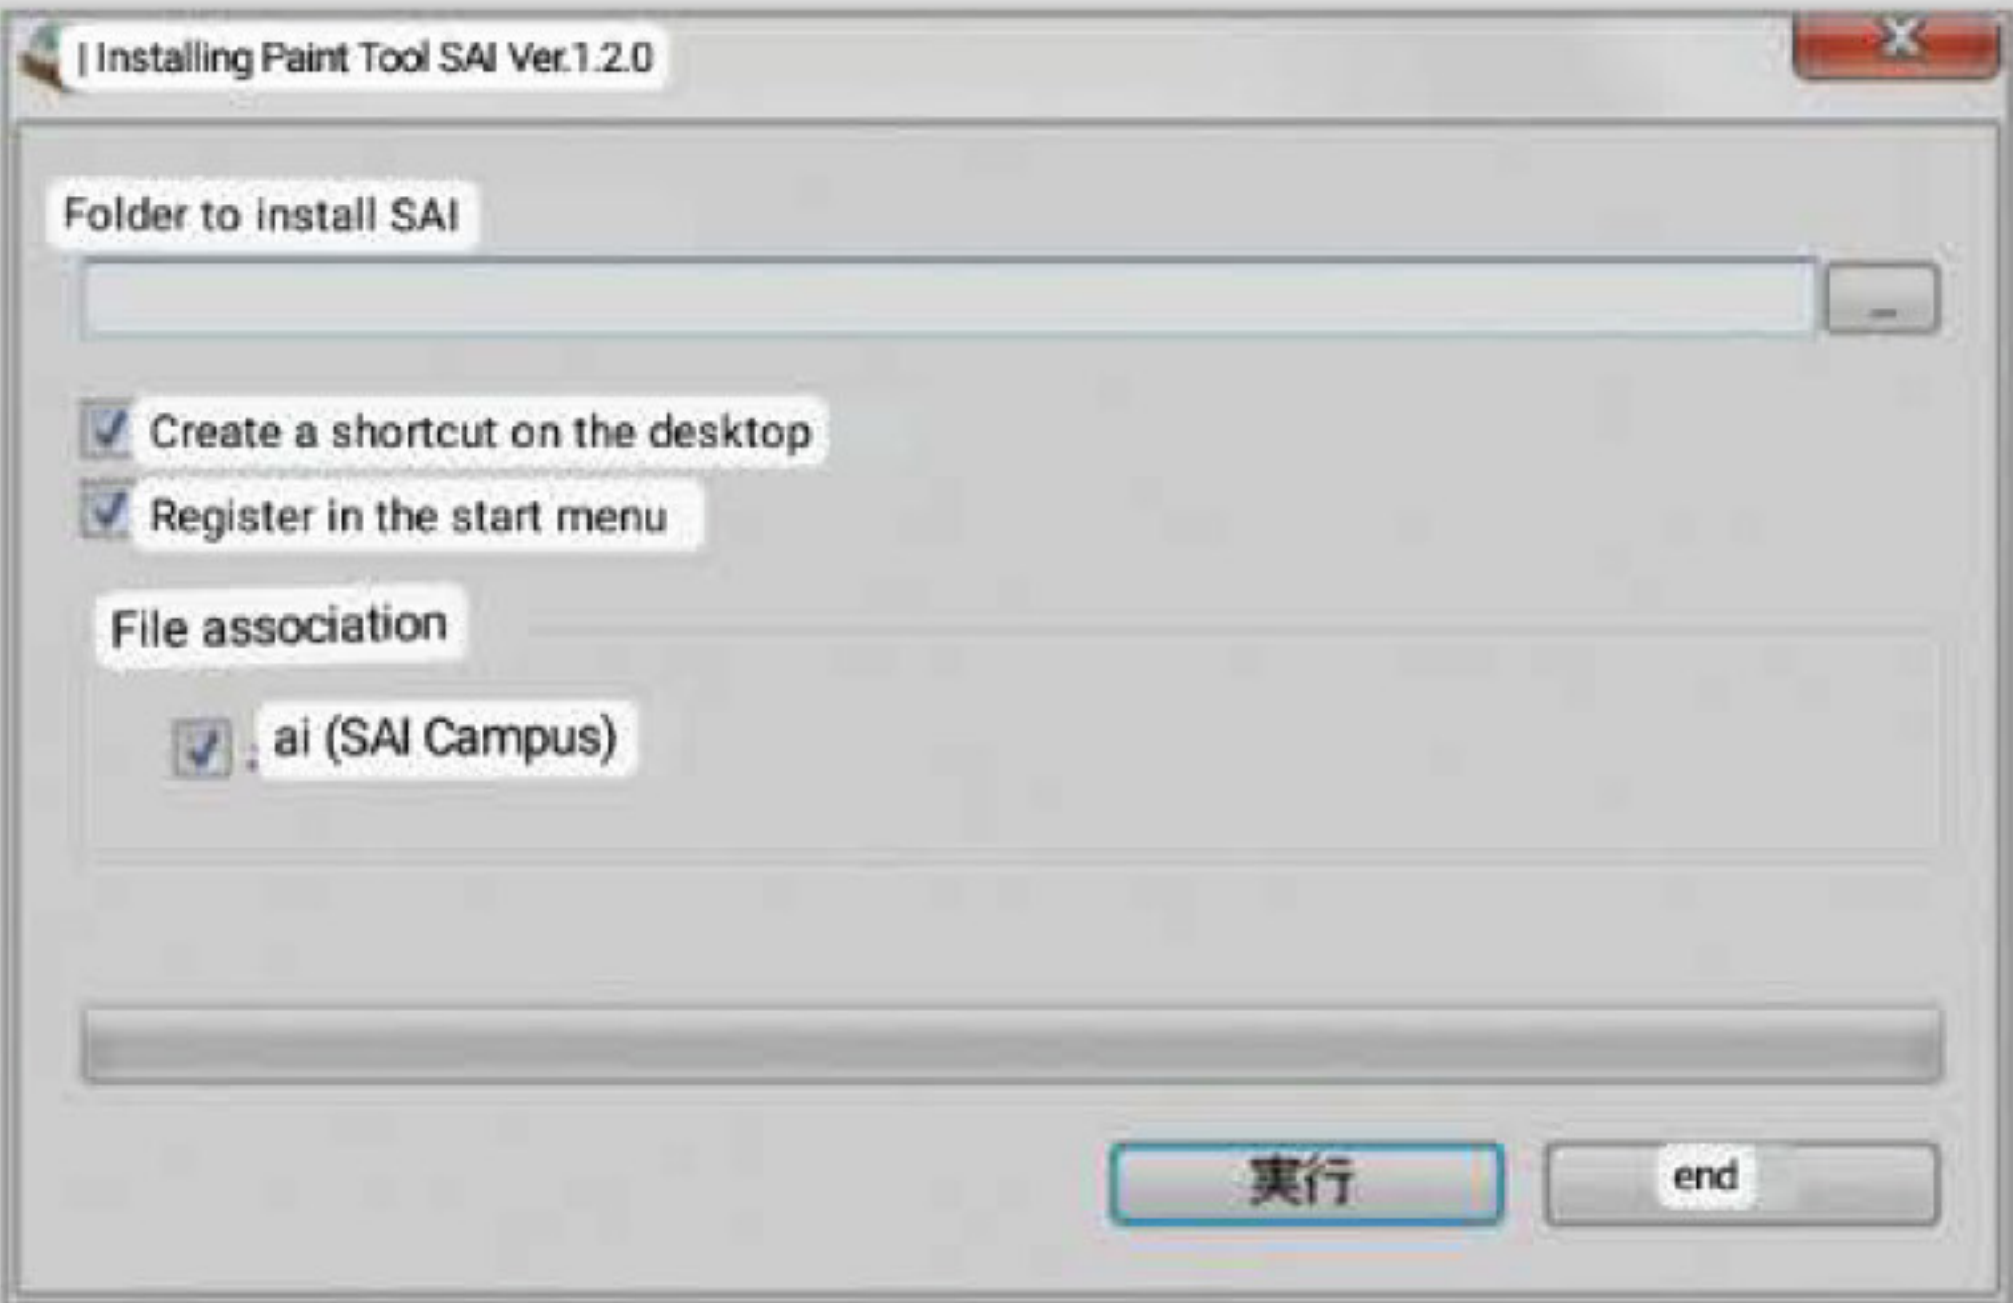 | Installing Paint Tool SAI Ver.1.2.0
Folder to install SAI
...
Create a shortcut on the desktop
Register in the start menu
File association
. ai (SAI Campus)
実行
end